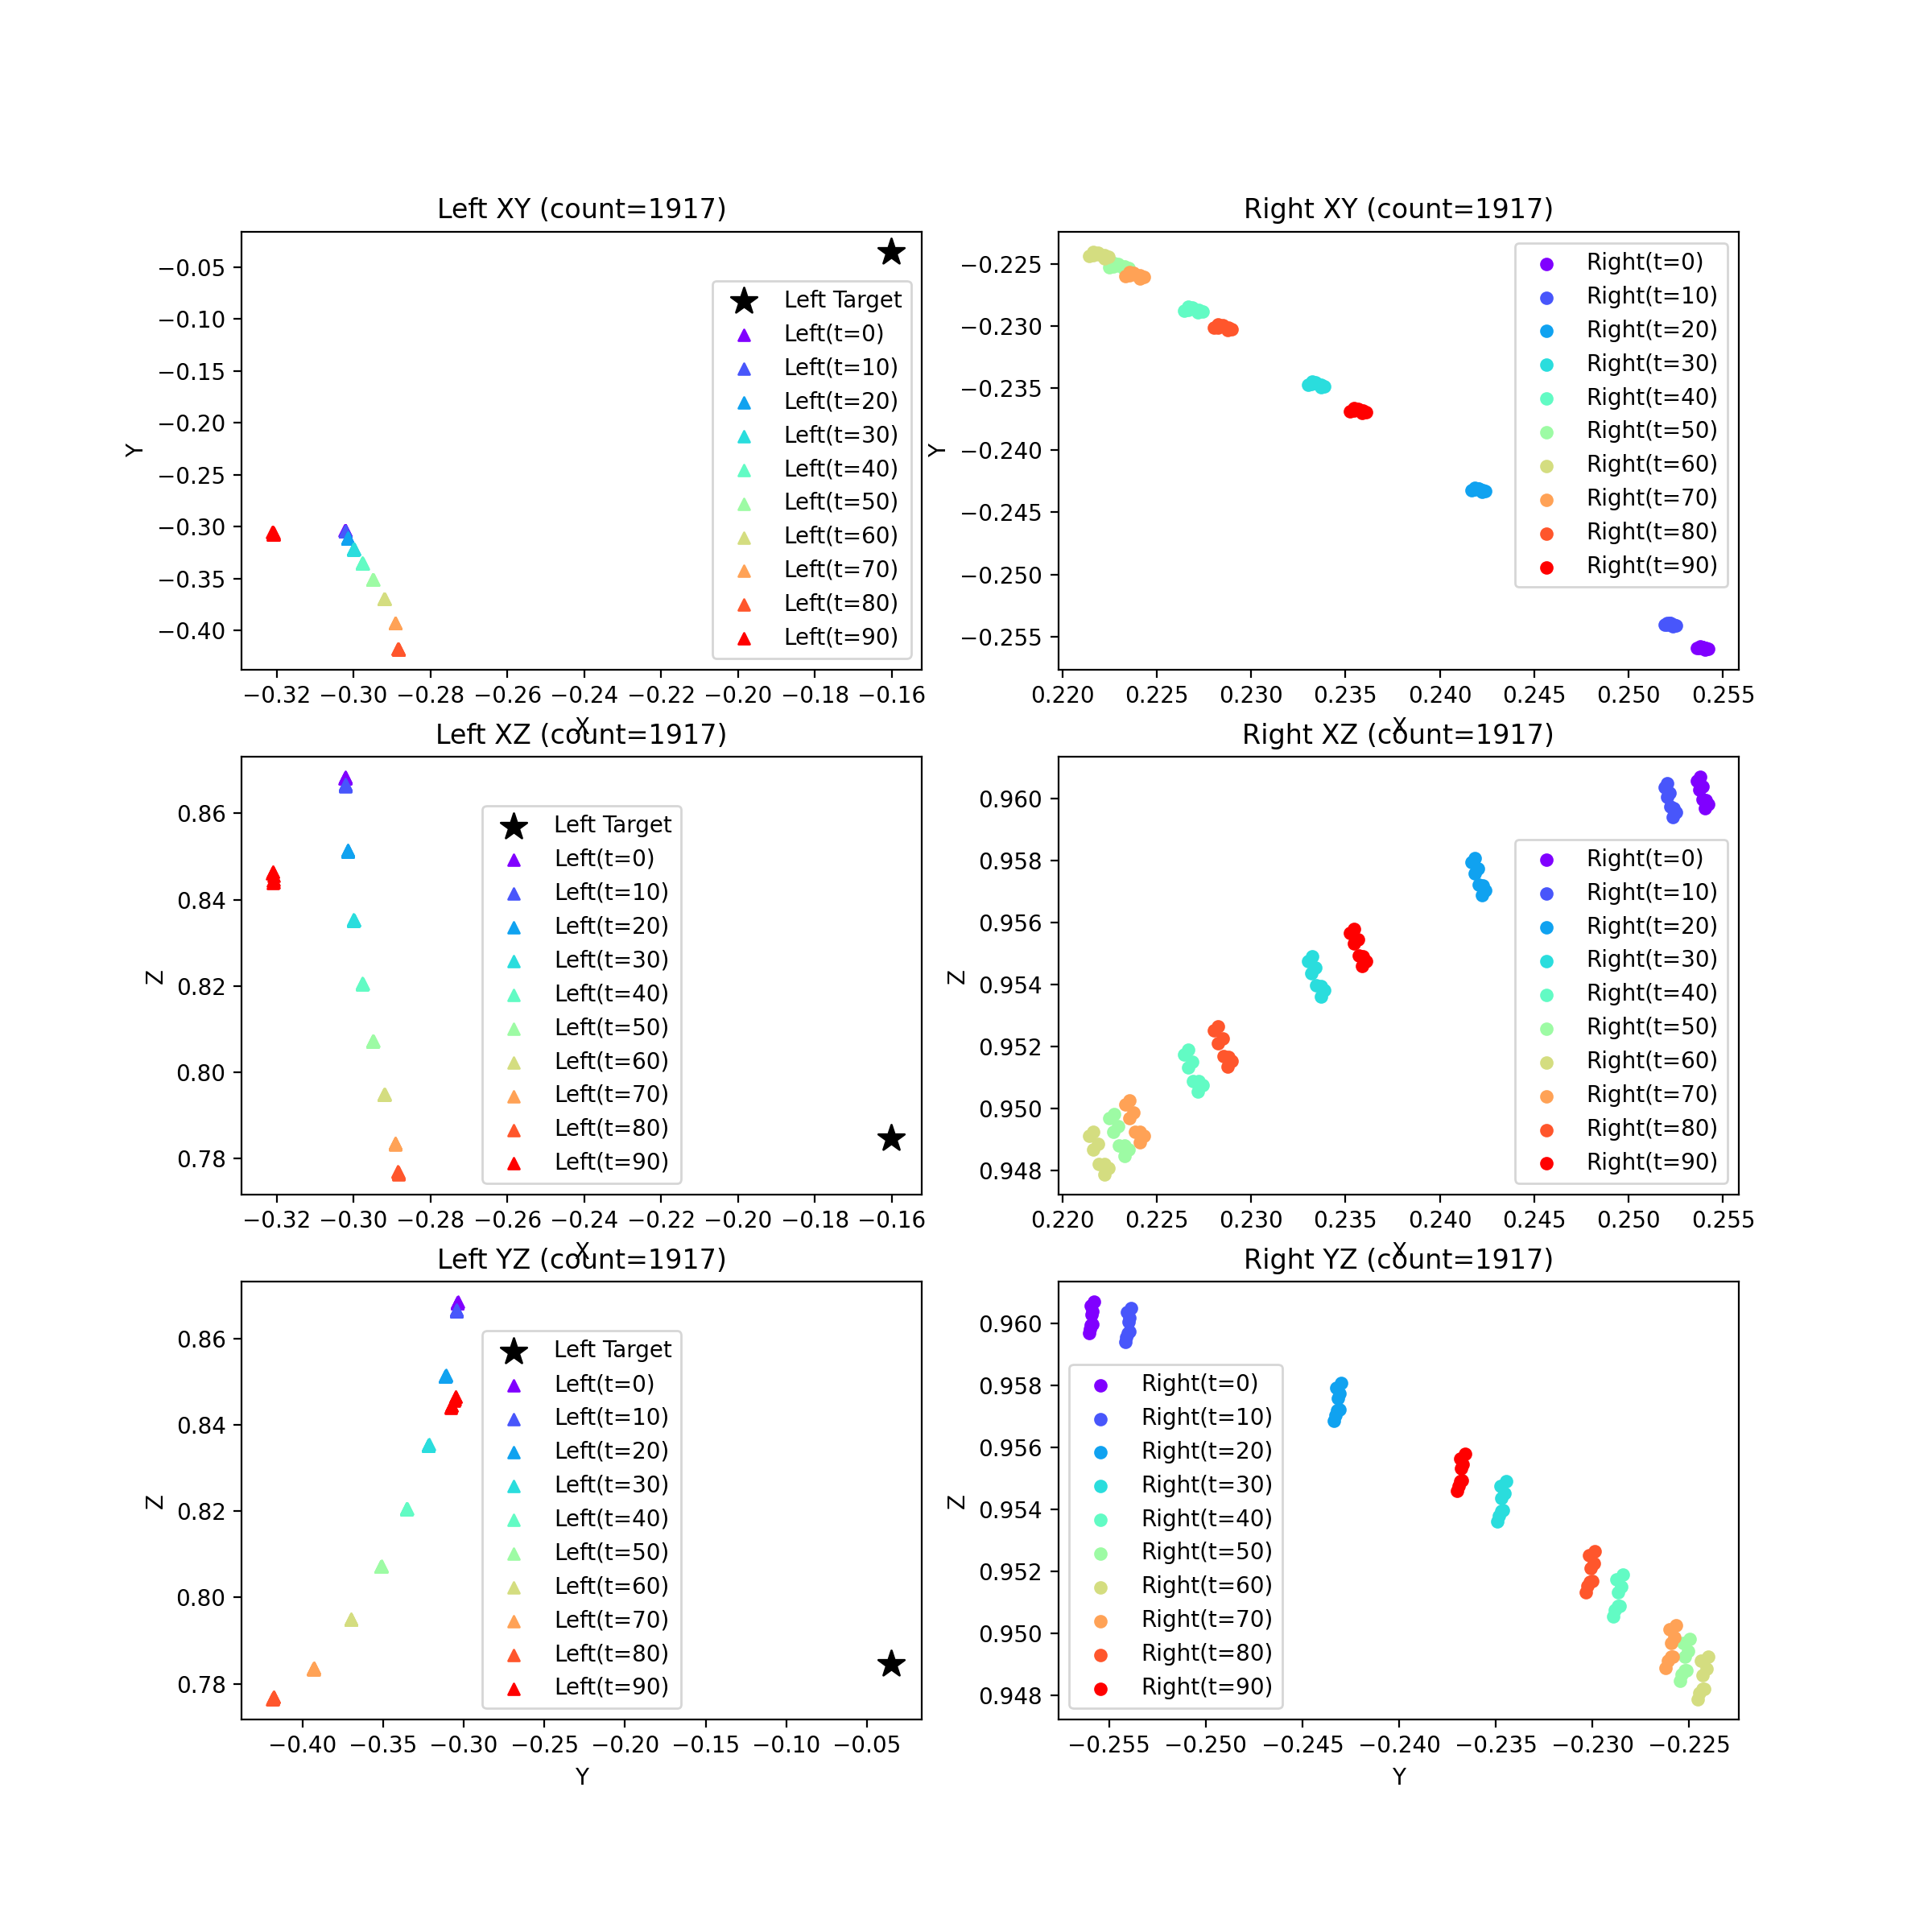 Left XY (count=1917)
Y
−0.05
−0.10
−0.15
−0.20
−0.25
−0.30
−0.35
−0.40
Left Target
Left(t=0)
Left(t=10)
Left(t=20)
Left(t=30)
Left(t=40)
Left(t=50)
Left(t=60)
Left(t=70)
Left(t=80)
Left(t=90)
−0.32 −0.30 −0.28 −0.26 −0.24 −0.22 −0.20 −0.18 −0.16
X
Right XY (count=1917)
Y
−0.225
−0.230
−0.235
−0.240
−0.245
−0.250
−0.255
Right(t=0)
Right(t=10)
Right(t=20)
Right(t=30)
Right(t=40)
Right(t=50)
Right(t=60)
Right(t=70)
Right(t=80)
Right(t=90)
0.220 0.225 0.230 0.235 0.240 0.245 0.250 0.255
X
Left XZ (count=1917)
Z
0.86
0.84
0.82
0.80
0.78
Left Target
Left(t=0)
Left(t=10)
Left(t=20)
Left(t=30)
Left(t=40)
Left(t=50)
Left(t=60)
Left(t=70)
Left(t=80)
Left(t=90)
−0.32 −0.30 −0.28 −0.26 −0.24 −0.22 −0.20 −0.18 −0.16
X
Right XZ (count=1917)
Z
0.960
0.958
0.956
0.954
0.952
0.950
0.948
Right(t=0)
Right(t=10)
Right(t=20)
Right(t=30)
Right(t=40)
Right(t=50)
Right(t=60)
Right(t=70)
Right(t=80)
Right(t=90)
0.220 0.225 0.230 0.235 0.240 0.245 0.250 0.255
X
Left YZ (count=1917)
Z
0.86
0.84
0.82
0.80
0.78
Left Target
Left(t=0)
Left(t=10)
Left(t=20)
Left(t=30)
Left(t=40)
Left(t=50)
Left(t=60)
Left(t=70)
Left(t=80)
Left(t=90)
−0.40 −0.35 −0.30 −0.25 −0.20 −0.15 −0.10 −0.05
Y
Right YZ (count=1917)
Z
0.960
0.958
0.956
0.954
0.952
0.950
0.948
Right(t=0)
Right(t=10)
Right(t=20)
Right(t=30)
Right(t=40)
Right(t=50)
Right(t=60)
Right(t=70)
Right(t=80)
Right(t=90)
−0.255 −0.250 −0.245 −0.240 −0.235 −0.230 −0.225
Y